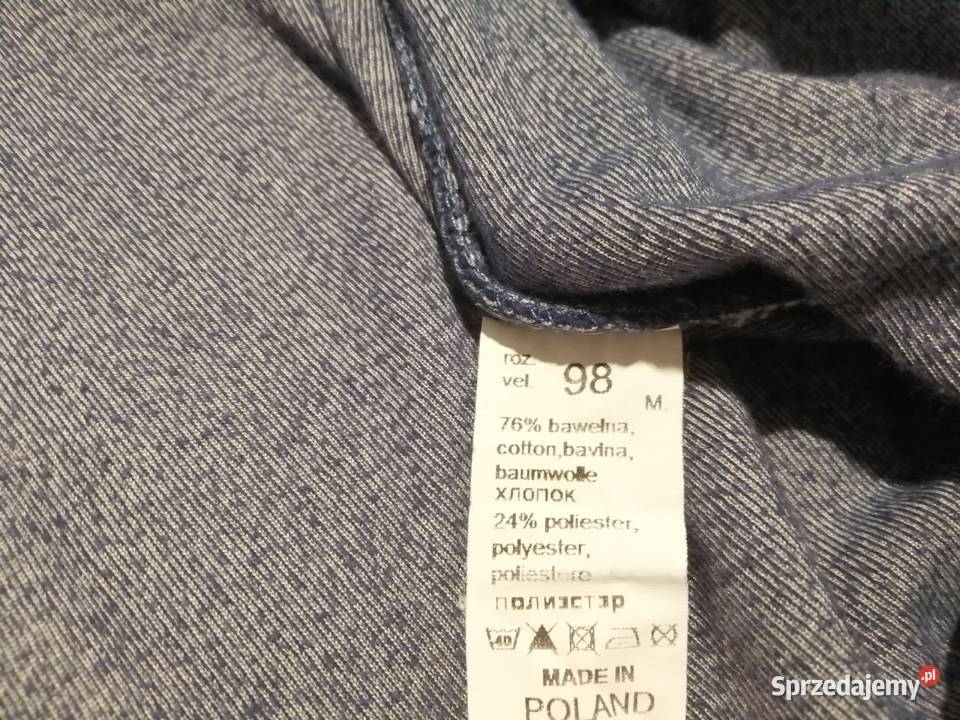 roz.
vel. 98
M.
76% bawełna,
cotton,bavlna,
baumwolle
хлопок
24% poliester,
polyester,
poliestere
полиэстэр
40
MADE IN
POLAND
Sprzedajemy.pl